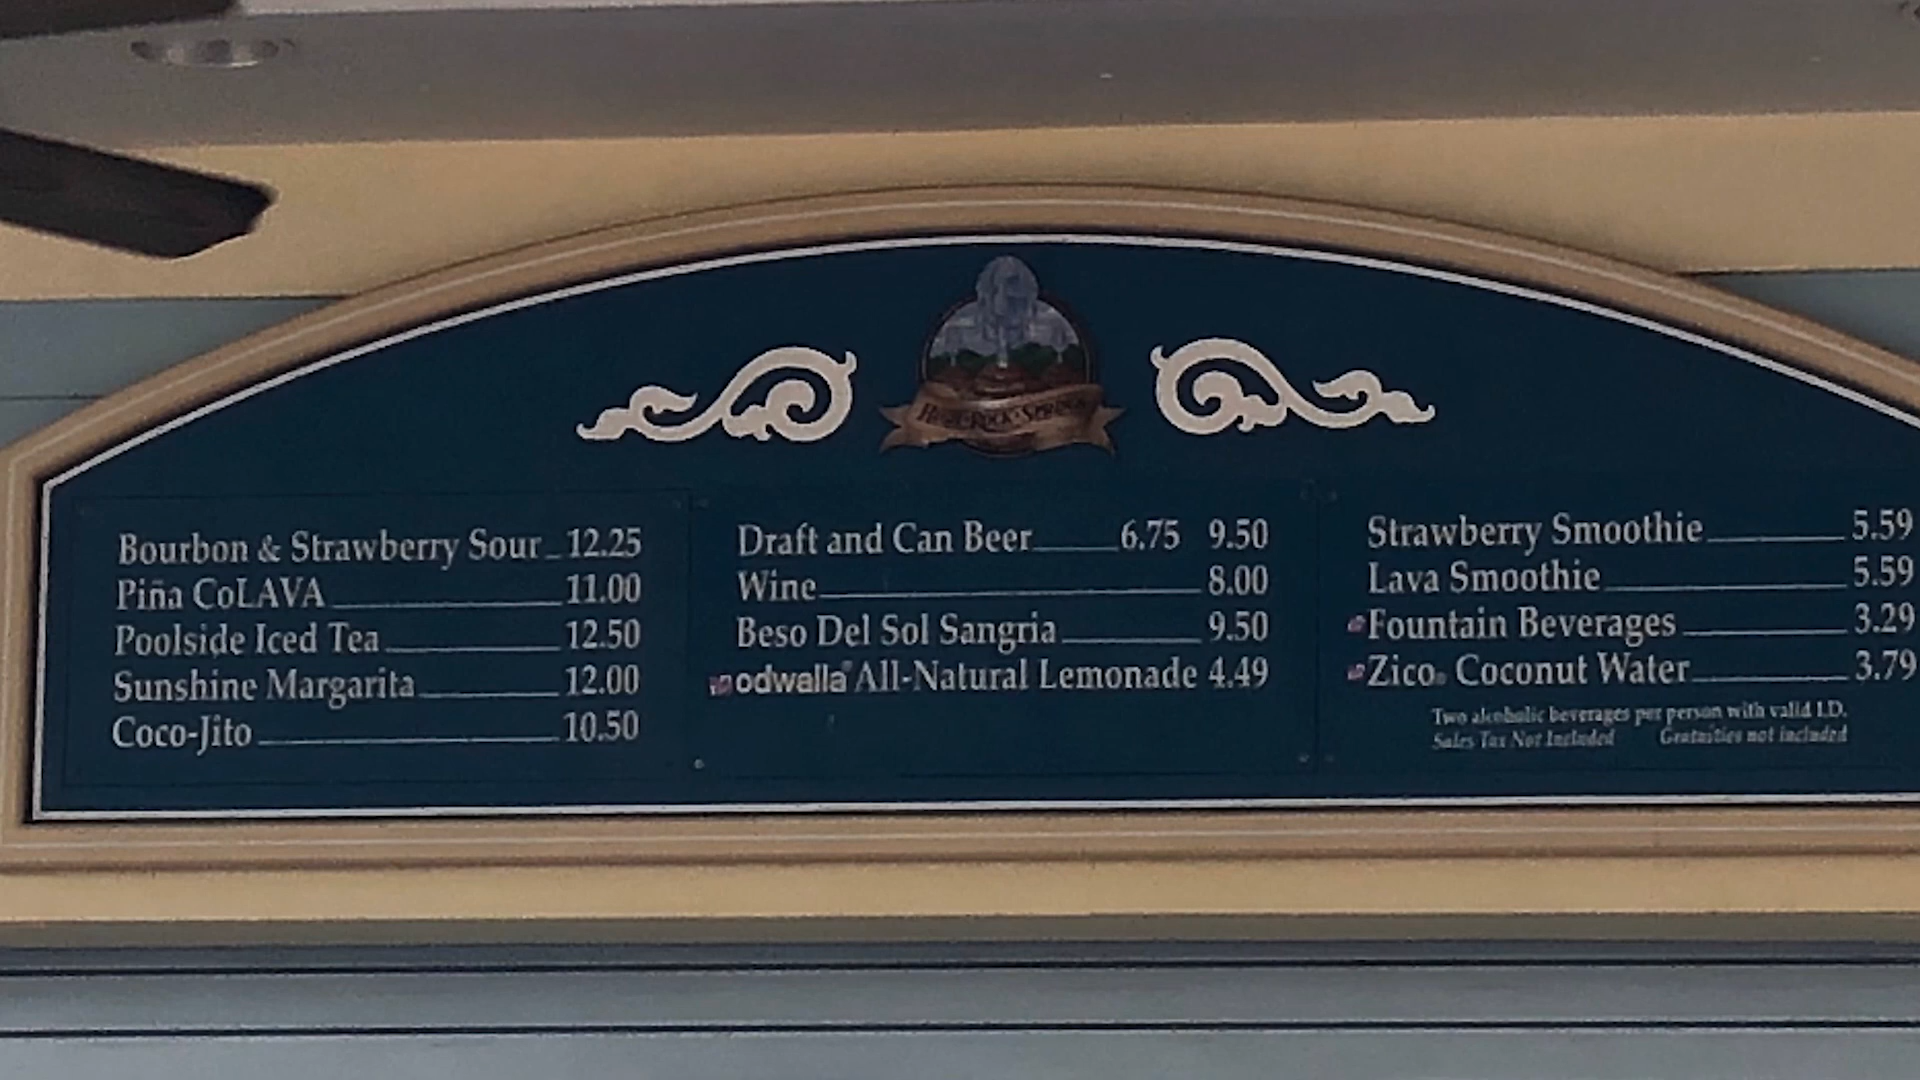 High Rock Spring
Bourbon & Strawberry Sour 12.25
Piña CoLAVA 11.00
Poolside Iced Tea 12.50
Sunshine Margarita 12.00
Coco-Jito 10.50
Draft and Can Beer 6.75 9.50
Wine 8.00
Beso Del Sol Sangria 9.50
odwalla All-Natural Lemonade 4.49
Strawberry Smoothie 5.59
Lava Smoothie 5.59
Fountain Beverages 3.29
Zico Coconut Water 3.79
Two alcoholic beverages per person with valid I.D.
Sales Tax Not Included Gratuities not included